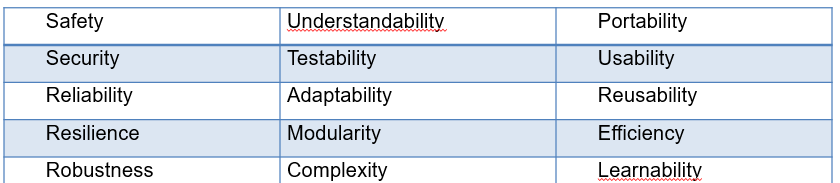 Safety Understandability Portability
Security Testability Usability
Reliability Adaptability Reusability
Resilience Modularity Efficiency
Robustness Complexity Learnability